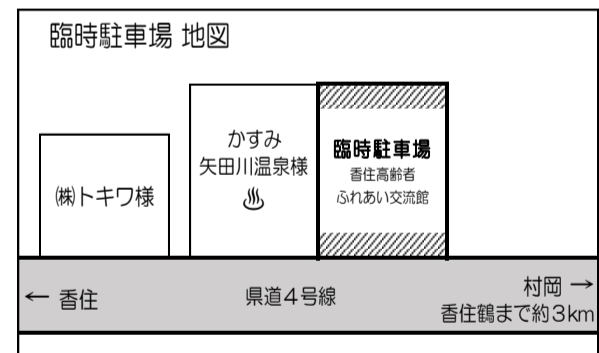 臨時駐車場 地図
㈱トキワ様
かすみ
矢田川温泉様
♨
臨時駐車場
香住高齢者
ふれあい交流館
← 香住
県道4号線
村岡 →
香住鶴まで約3km